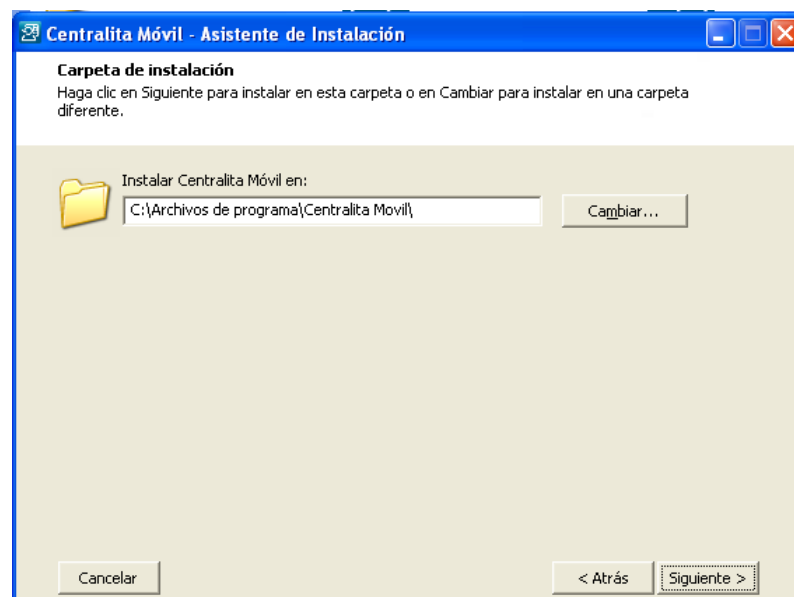 Centralita Móvil - Asistente de Instalación
Carpeta de instalación
Haga clic en Siguiente para instalar en esta carpeta o en Cambiar para instalar en una carpeta
diferente.
Instalar Centralita Móvil en:
C:\Archivos de programa\Centralita Movil\
Cambiar...
Cancelar
< Atrás
Siguiente >